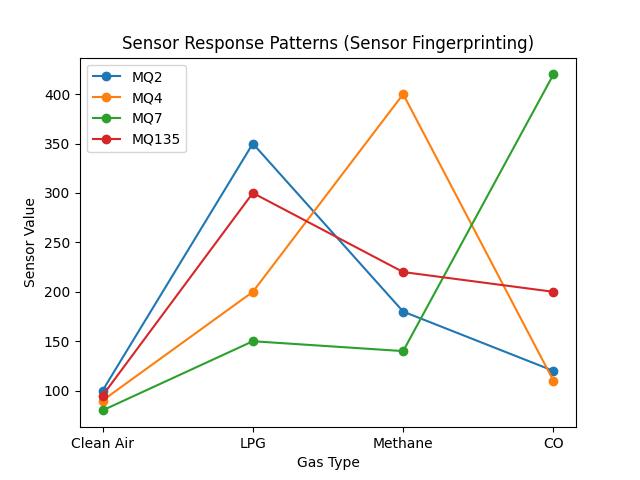 Sensor Response Patterns (Sensor Fingerprinting)
MQ2
MQ4
MQ7
MQ135
Sensor Value
400
350
300
250
200
150
100
Clean Air LPG Methane CO
Gas Type